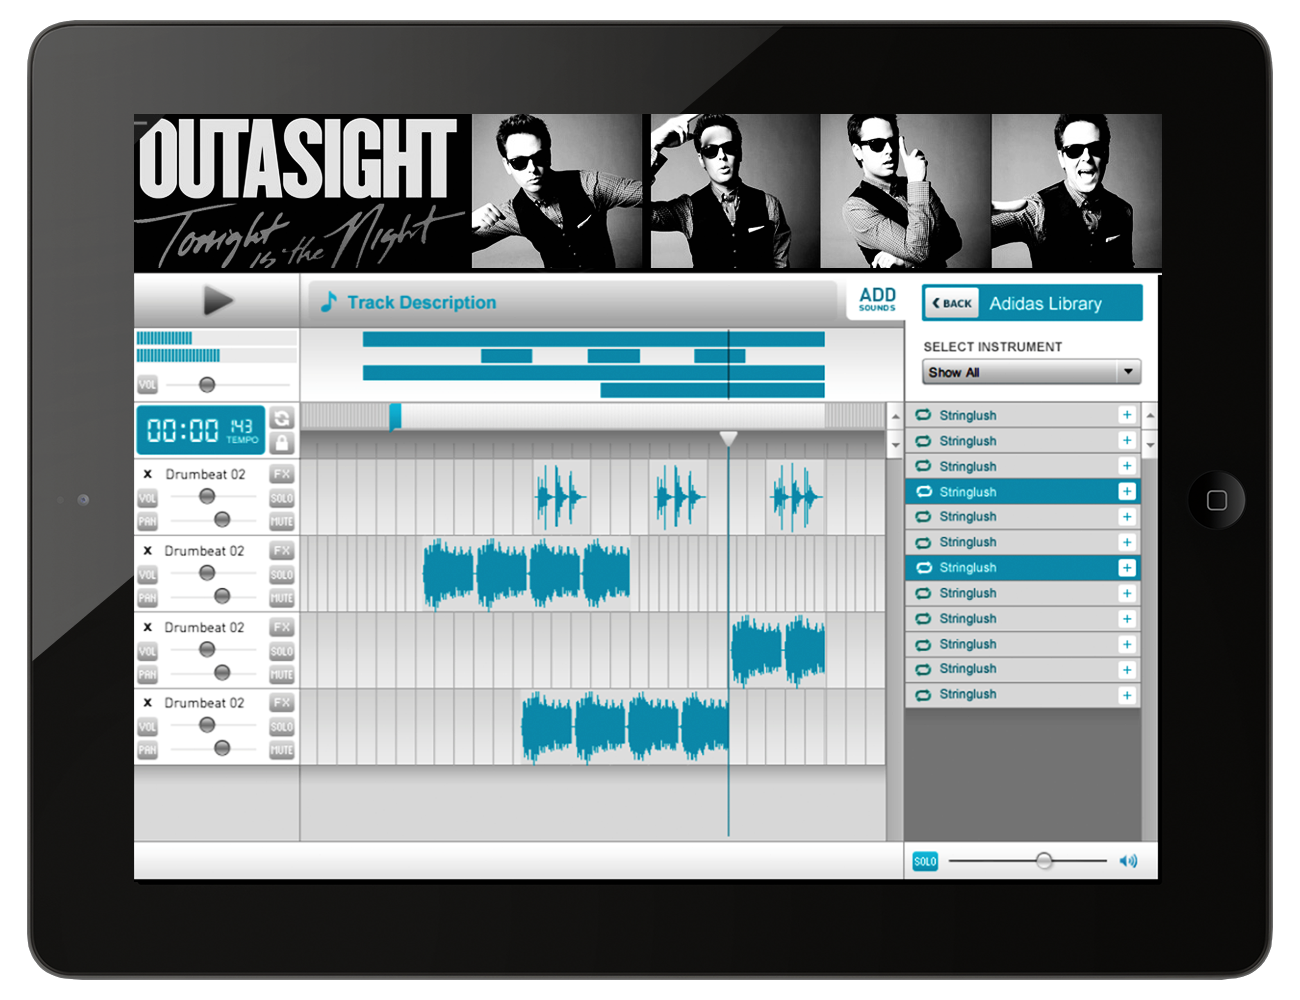 OUTASIGHT
Tonight is the Night
Track Description
ADD
SOUNDS
BACK
Adidas Library
SELECT INSTRUMENT
Show All
VOL
00:00
143
TEMPO
X Drumbeat 02 FX
VOL SOLO
PAN MUTE
X Drumbeat 02 FX
VOL SOLO
PAN MUTE
X Drumbeat 02 FX
VOL SOLO
PAN MUTE
X Drumbeat 02 FX
VOL SOLO
PAN MUTE
Stringlush +
Stringlush +
Stringlush +
Stringlush +
Stringlush +
Stringlush +
Stringlush +
Stringlush +
Stringlush +
Stringlush +
Stringlush +
Stringlush +
SOLO